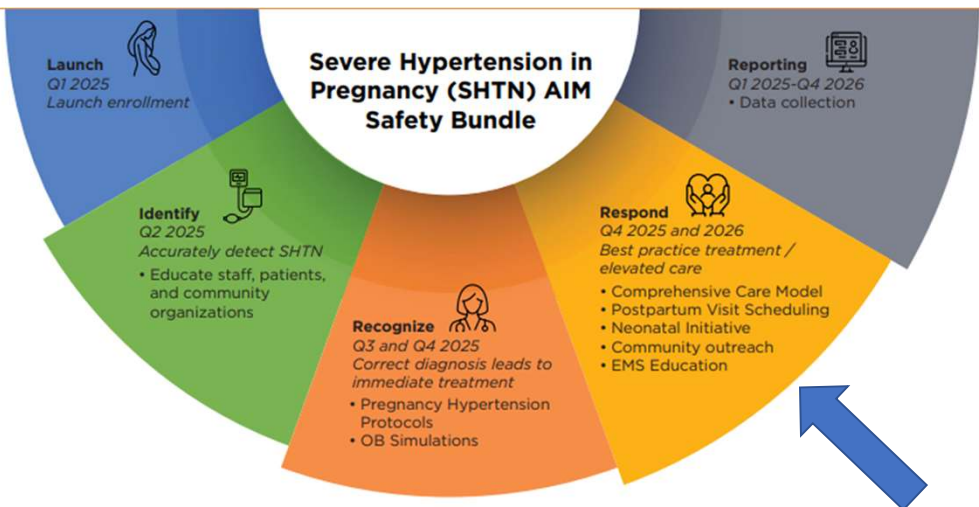 Severe Hypertension in
Pregnancy (SHTN) AIM
Safety Bundle
Launch
Q1 2025
Launch enrollment
Identify
Q2 2025
Accurately detect SHTN
• Educate staff, patients,
and community
organizations
Recognize
Q3 and Q4 2025
Correct diagnosis leads to
immediate treatment
• Pregnancy Hypertension
Protocols
• OB Simulations
Respond
Q4 2025 and 2026
Best practice treatment /
elevated care
• Comprehensive Care Model
• Postpartum Visit Scheduling
• Neonatal Initiative
• Community outreach
• EMS Education
Reporting
Q1 2025-Q4 2026
• Data collection